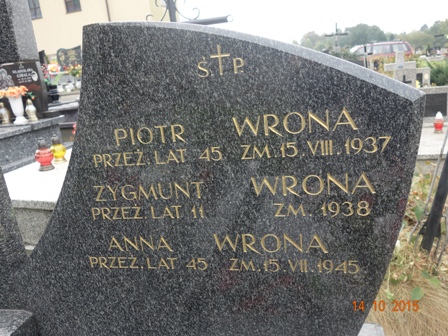 Ś P.
PIOTR WRONA
PRZEŻ. LAT 45 ZM. 15. VIII. 1937
ZYGMUNT WRONA
PRZEŻ. LAT 11 ZM. 1938
ANNA WRONA
PRZEŻ. LAT 45 ZM. 15. VII. 1945
14 10 2015